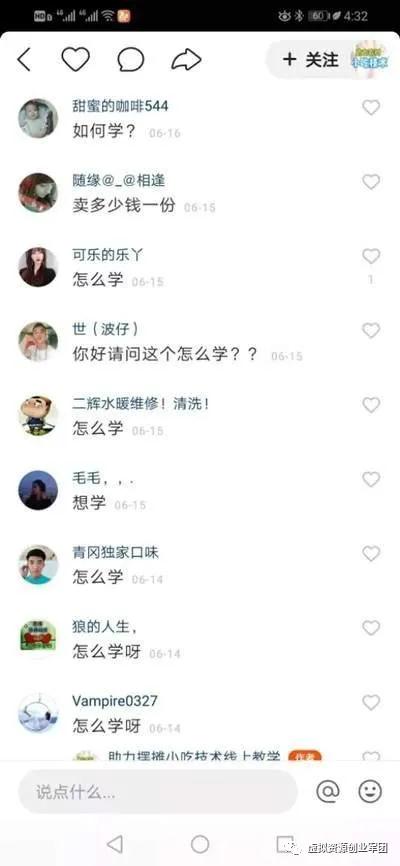 HD 4G 4G 60 4:32
+ 关注
小吃技术
甜蜜的咖啡544
如何学? 06-16
随缘@_@相逢
卖多少钱一份 06-15
可乐的乐丫
怎么学 06-15
1
世（波仔）
你好请问这个怎么学？？ 06-15
二辉水暖维修！清洗！
怎么学 06-15
毛毛，，.
想学 06-15
青冈独家口味
怎么学 06-14
狼的人生，
怎么学呀 06-14
Vampire0327
怎么学呀 06-14
助力摆摊小吃技术线上教学 作者
说点什么...
虚拟资源创业军团